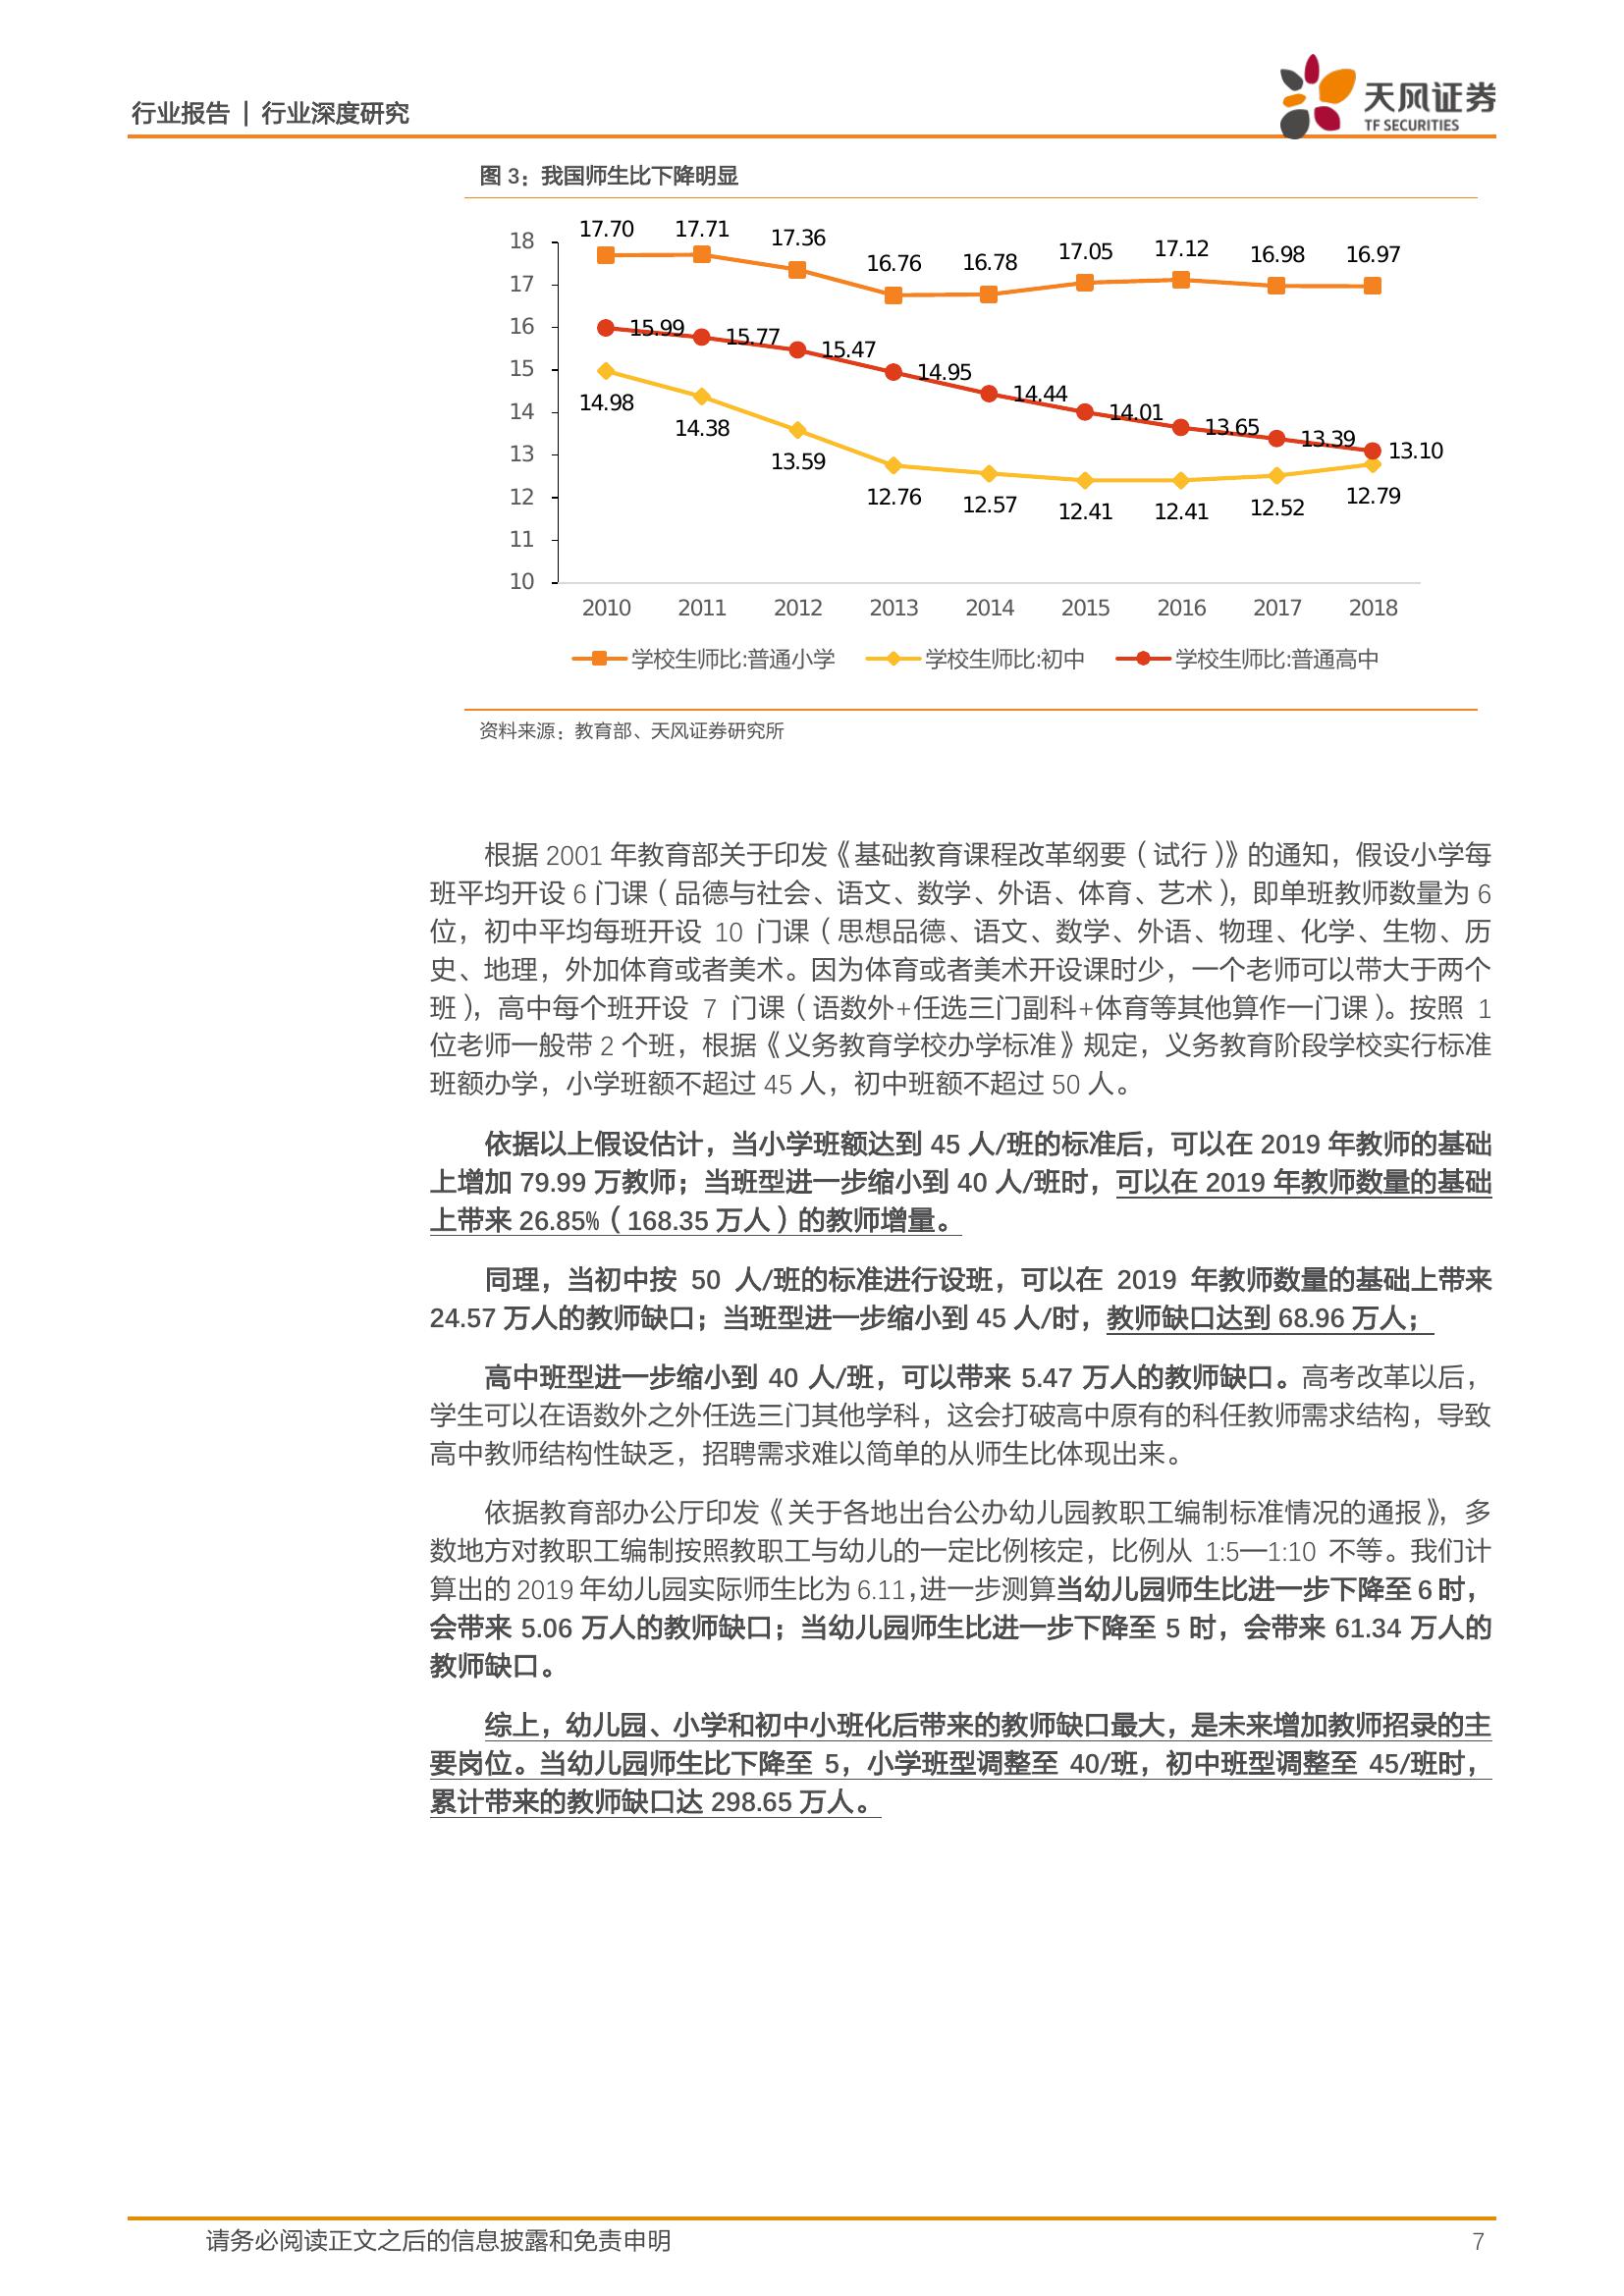 行业报告 | 行业深度研究
天风证券
TF SECURITIES
图 3：我国师生比下降明显
18
17
16
15
14
13
12
11
10
17.70 17.71 17.36 16.76 16.78 17.05 17.12 16.98 16.97
15.99 15.77 15.47 14.95 14.44 14.01 13.65 13.39 13.10
14.98 14.38 13.59 12.76 12.57 12.41 12.41 12.52 12.79
2010 2011 2012 2013 2014 2015 2016 2017 2018
学校生师比:普通小学 学校生师比:初中 学校生师比:普通高中
资料来源：教育部、天风证券研究所
根据 2001 年教育部关于印发《基础教育课程改革纲要（试行）》的通知，假设小学每
班平均开设 6 门课（品德与社会、语文、数学、外语、体育、艺术），即单班教师数量为 6
位，初中平均每班开设 10 门课（思想品德、语文、数学、外语、物理、化学、生物、历
史、地理，外加体育或者美术。因为体育或者美术开设课时少，一个老师可以带大于两个
班），高中每个班开设 7 门课（语数外+任选三门副科+体育等其他算作一门课）。按照 1
位老师一般带 2 个班，根据《义务教育学校办学标准》规定，义务教育阶段学校实行标准
班额办学，小学班额不超过 45 人，初中班额不超过 50 人。
依据以上假设估计，当小学班额达到 45 人/班的标准后，可以在 2019 年教师的基础
上增加 79.99 万教师；当班型进一步缩小到 40 人/班时，可以在 2019 年教师数量的基础
上带来 26.85%（168.35 万人）的教师增量。
同理，当初中按 50 人/班的标准进行设班，可以在 2019 年教师数量的基础上带来
24.57 万人的教师缺口；当班型进一步缩小到 45 人/时，教师缺口达到 68.96 万人；
高中班型进一步缩小到 40 人/班，可以带来 5.47 万人的教师缺口。高考改革以后，
学生可以在语数外之外任选三门其他学科，这会打破高中原有的科任教师需求结构，导致
高中教师结构性缺乏，招聘需求难以简单的从师生比体现出来。
依据教育部办公厅印发《关于各地出台公办幼儿园教职工编制标准情况的通报》，多
数地方对教职工编制按照教职工与幼儿的一定比例核定，比例从 1:5—1:10 不等。我们计
算出的 2019 年幼儿园实际师生比为 6.11，进一步测算当幼儿园师生比进一步下降至 6 时，
会带来 5.06 万人的教师缺口；当幼儿园师生比进一步下降至 5 时，会带来 61.34 万人的
教师缺口。
综上，幼儿园、小学和初中小班化后带来的教师缺口最大，是未来增加教师招录的主
要岗位。当幼儿园师生比下降至 5，小学班型调整至 40/班，初中班型调整至 45/班时，
累计带来的教师缺口达 298.65 万人。
请务必阅读正文之后的信息披露和免责申明
7